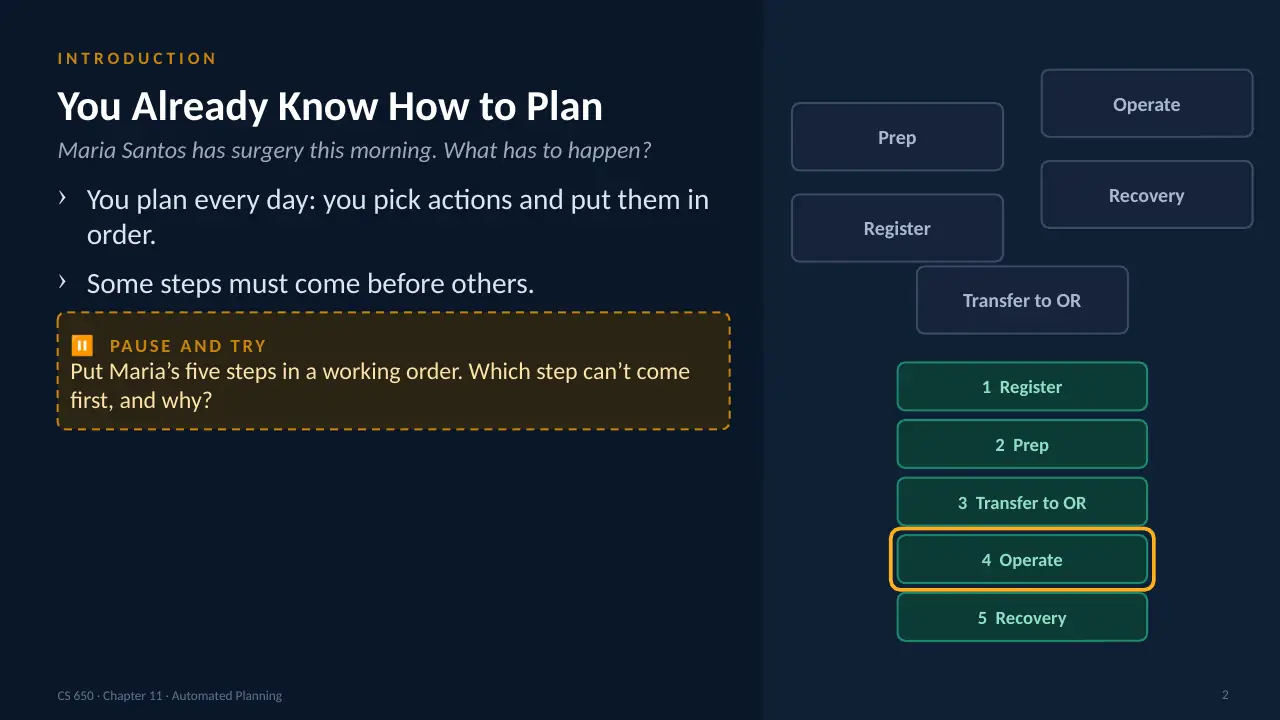 INTRODUCTION
You Already Know How to Plan
Maria Santos has surgery this morning. What has to happen?
› You plan every day: you pick actions and put them in
order.
› Some steps must come before others.
⏸ PAUSE AND TRY
Put Maria’s five steps in a working order. Which step can’t come
first, and why?
Operate
Prep
Recovery
Register
Transfer to OR
1 Register
2 Prep
3 Transfer to OR
4 Operate
5 Recovery
CS 650 · Chapter 11 · Automated Planning
2